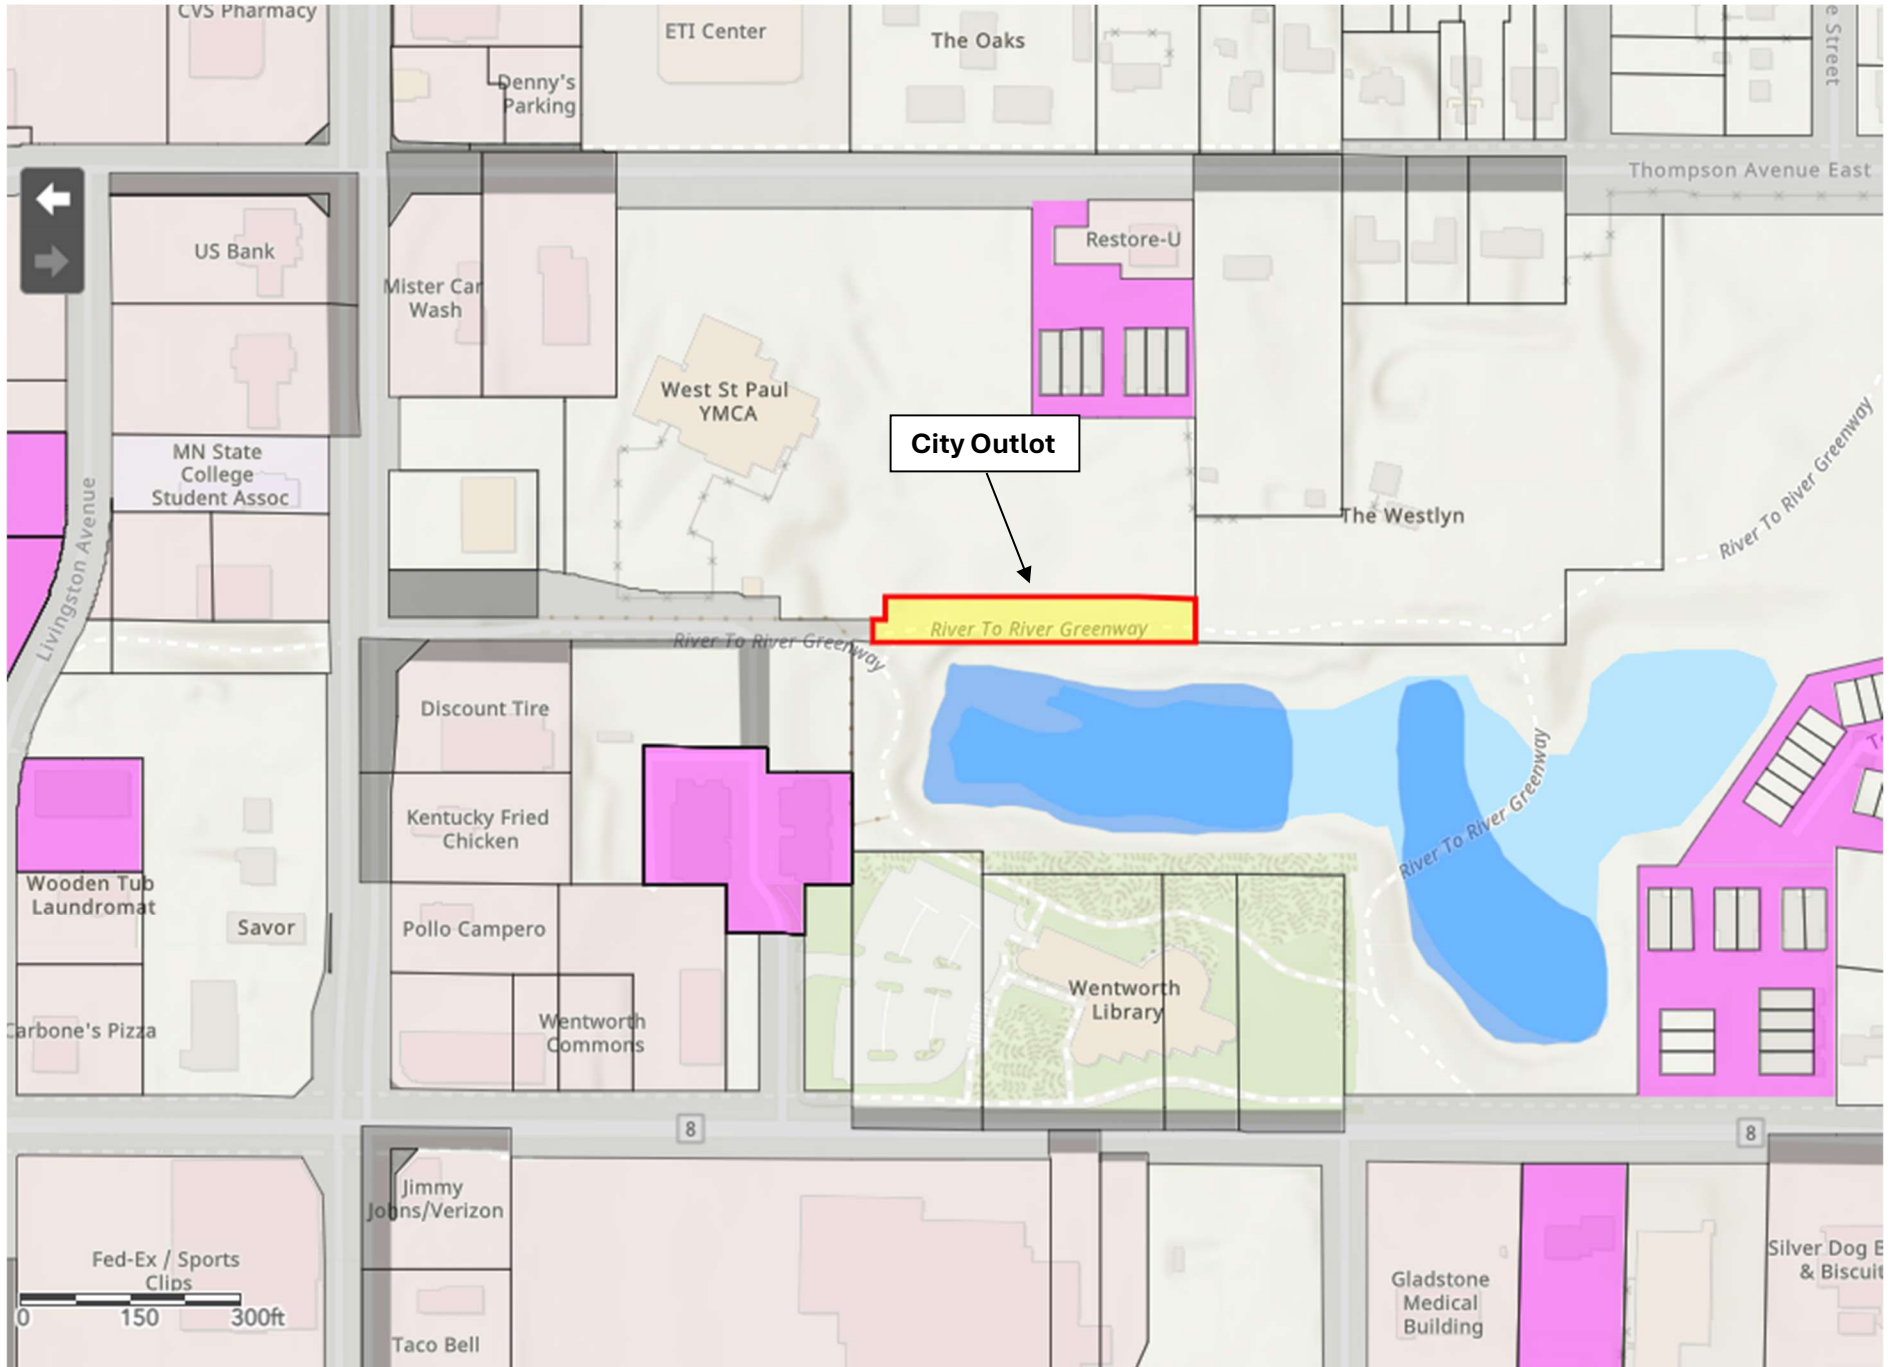 CVS Pharmacy
ETI Center
The Oaks
Denny's
Parking
e Street
Thompson Avenue East
US Bank
Restore-U
Mister Car
Wash
West St Paul
YMCA
City Outlot
MN State
College
Student Assoc
The Westlyn
River To River Greenway
Livingston Avenue
River To River Greenway
River To River Greenway
Discount Tire
River To River Greenway
Kentucky Fried
Chicken
Wooden Tub
Laundromat
Savor
Pollo Campero
Wentworth
Library
Carbone's Pizza
Wentworth
Commons
8
8
Jimmy
Johns/Verizon
Fed-Ex / Sports
Clips
0 150 300ft
Taco Bell
Gladstone
Medical
Building
Silver Dog B
& Biscuit